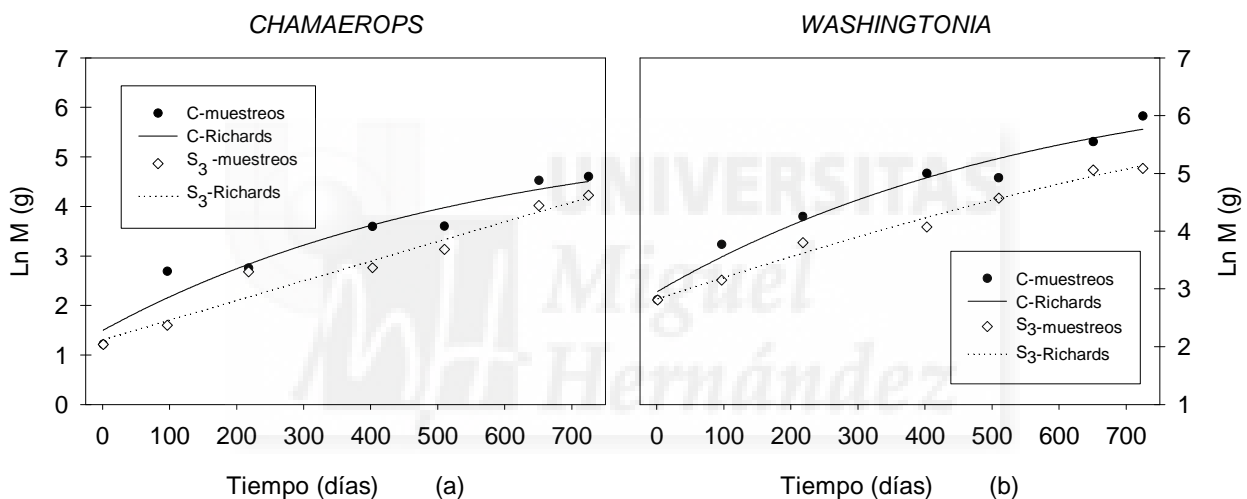 CHAMAEROPS
WASHINGTONIA
7
6
5
4
3
2
1
0
Ln M (g)
C-muestreos
C-Richards
S3 -muestreos
S3-Richards
0 100 200 300 400 500 600 700
Tiempo (días) (a)
7
6
5
4
3
2
1
Ln M (g)
C-muestreos
C-Richards
S3-muestreos
S3-Richards
0 100 200 300 400 500 600 700
Tiempo (días) (b)
UNIVERSITAS
Miguel
Hernández